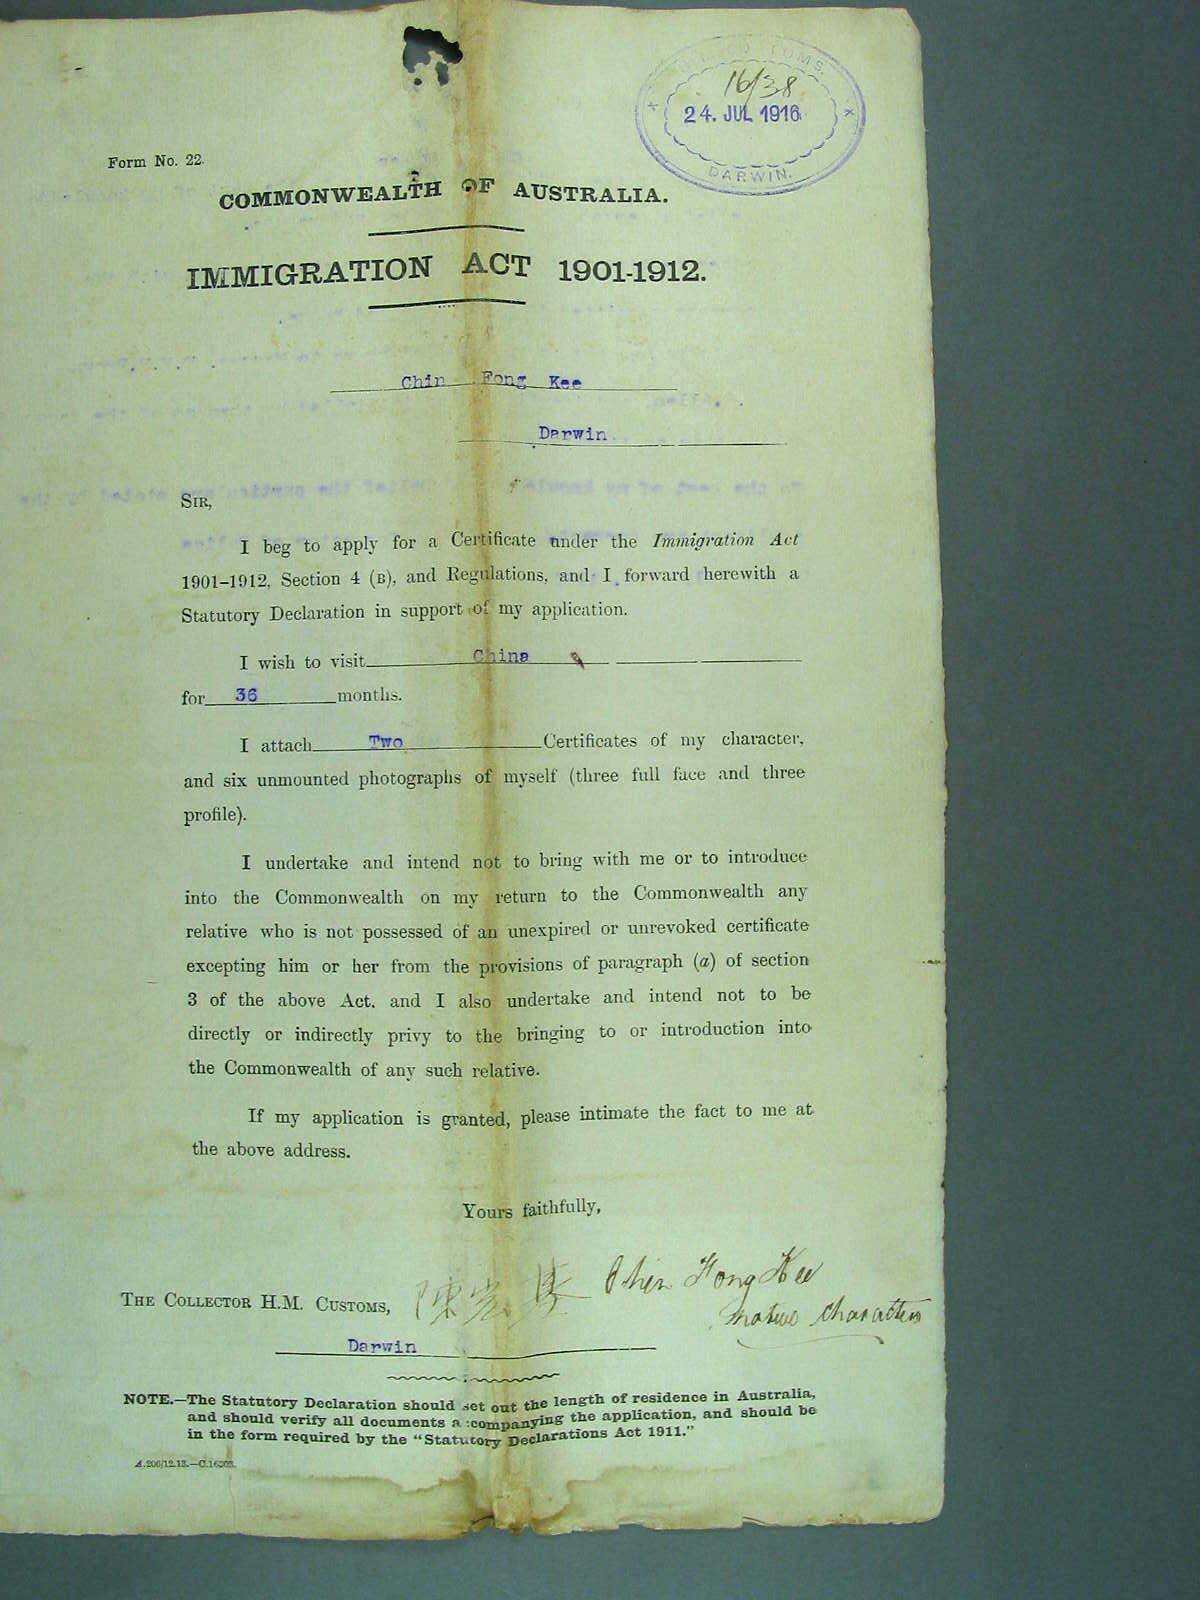 16/38
24. JUL 1916
DARWIN.
Form No. 22.
COMMONWEALTH OF AUSTRALIA.
IMMIGRATION ACT 1901-1912.
Chin Fong Kee
Darwin
SIR,
I beg to apply for a Certificate under the Immigration Act
1901–1912, Section 4 (B), and Regulations, and I forward herewith a
Statutory Declaration in support of my application.
I wish to visit China
for 36 months.
I attach Two Certificates of my character,
and six unmounted photographs of myself (three full face and three
profile).
I undertake and intend not to bring with me or to introduce
into the Commonwealth on my return to the Commonwealth any
relative who is not possessed of an unexpired or unrevoked certificate
excepting him or her from the provisions of paragraph (a) of section
3 of the above Act, and I also undertake and intend not to be
directly or indirectly privy to the bringing to or introduction into
the Commonwealth of any such relative.
If my application is granted, please intimate the fact to me at
the above address.
Yours faithfully,
陳 Chin Fong Kee
native characters
THE COLLECTOR H.M. CUSTOMS,
Darwin
NOTE.—The Statutory Declaration should set out the length of residence in Australia,
and should verify all documents accompanying the application, and should be
in the form required by the "Statutory Declarations Act 1911."
A.200/12.13.—C.16203.